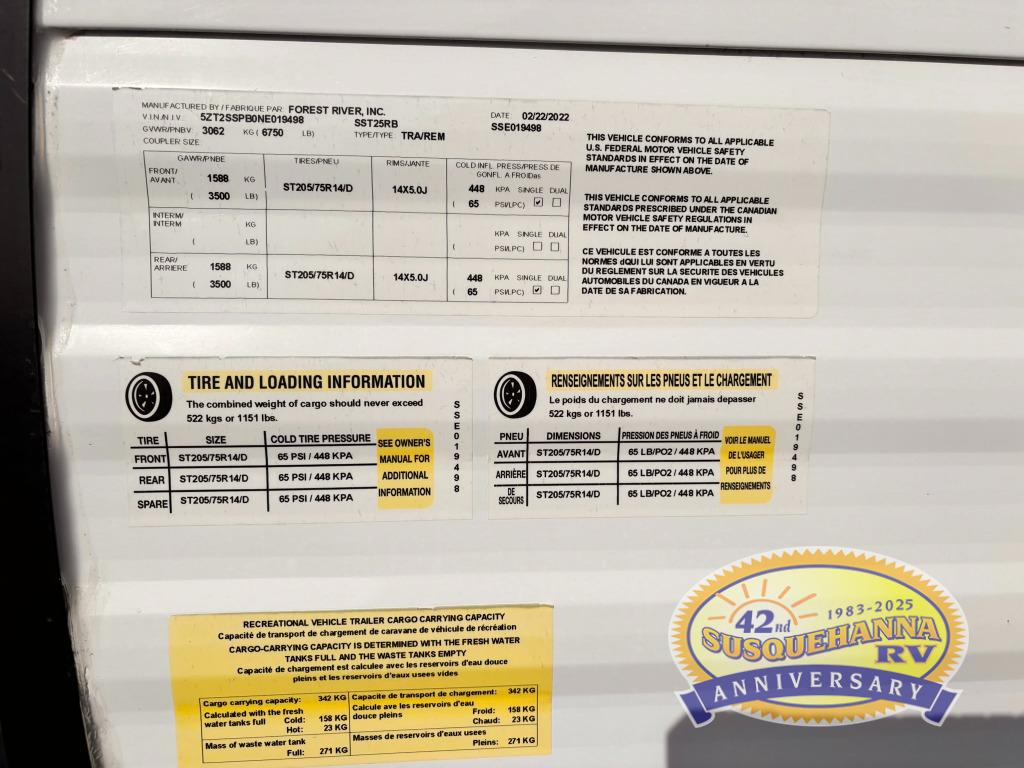 MANUFACTURED BY / FABRIQUE PAR: FOREST RIVER, INC.
DATE 02/22/2022
V.I.N./N.I.V. 5ZT2SSPB0NE019498
SST25RB
SSE019498
GVWR/PNBV 3062 KG ( 6750 LB)
TYPE/TYPE: TRA/REM
COUPLER SIZE
GAWR/PNBE TIRES/PNEU RIMS/JANTE COLD INFL. PRESS/PRESS DE GONFL. A FROIDas
FRONT/
AVANT 1588 KG
( 3500 LB) ST205/75R14/D 14X5.0J 448 KPA SINGLE DUAL
( 65 PSI/LPC)
INTERM/
INTERM KG
( LB) KPA SINGLE DUAL
( PSI/LPC)
REAR/
ARRIERE 1588 KG
( 3500 LB) ST205/75R14/D 14X5.0J 448 KPA SINGLE DUAL
( 65 PSI/LPC)
THIS VEHICLE CONFORMS TO ALL APPLICABLE
U.S. FEDERAL MOTOR VEHICLE SAFETY
STANDARDS IN EFFECT ON THE DATE OF
MANUFACTURE SHOWN ABOVE.
THIS VEHICLE CONFORMS TO ALL APPLICABLE
STANDARDS PRESCRIBED UNDER THE CANADIAN
MOTOR VEHICLE SAFETY REGULATIONS IN
EFFECT ON THE DATE OF MANUFACTURE.
CE VEHICULE EST CONFORME A TOUTES LES
NORMES dQUI LUI SONT APPLICABLES EN VERTU
DU REGLEMENT SUR LA SECURITE DES VEHICULES
AUTOMOBILES DU CANADA EN VIGUEUR A LA
DATE DE SA FABRICATION.
TIRE AND LOADING INFORMATION
The combined weight of cargo should never exceed
522 kgs or 1151 lbs.
TIRE SIZE COLD TIRE PRESSURE
FRONT ST205/75R14/D 65 PSI / 448 KPA
REAR ST205/75R14/D 65 PSI / 448 KPA
SPARE ST205/75R14/D 65 PSI / 448 KPA
SEE OWNER'S
MANUAL FOR
ADDITIONAL
INFORMATION
SSE019498
RENSEIGNEMENTS SUR LES PNEUS ET LE CHARGEMENT
Le poids du chargement ne doit jamais depasser
522 kgs or 1151 lbs.
PNEU DIMENSIONS PRESSION DES PNEUS À FROID
AVANT ST205/75R14/D 65 LB/PO2 / 448 KPA
ARRIÈRE ST205/75R14/D 65 LB/PO2 / 448 KPA
DE SECOURS ST205/75R14/D 65 LB/PO2 / 448 KPA
VOIR LE MANUEL
DE L'USAGER
POUR PLUS DE
RENSEIGNEMENTS
SSE019498
RECREATIONAL VEHICLE TRAILER CARGO CARRYING CAPACITY
Capacité de transport de chargement de caravane de véhicule de récréation
CARGO-CARRYING CAPACITY IS DETERMINED WITH THE FRESH WATER
TANKS FULL AND THE WASTE TANKS EMPTY
Capacité de chargement est calculee avec les reservoirs d'eau douce
pleins et les reservoirs d'eaux usees vides
Cargo carrying capacity: 342 KG
Calculated with the fresh
water tanks full Cold: 158 KG
Hot: 23 KG
Mass of waste water tank
Full: 271 KG
Capacite de transport de chargement: 342 KG
Calcule ave les reservoirs d'eau
douce pleins Froid: 158 KG
Chaud: 23 KG
Masses de reservoirs d'eaux usees
Pleins: 271 KG
42nd
1983-2025
SUSQUEHANNA
RV
ANNIVERSARY